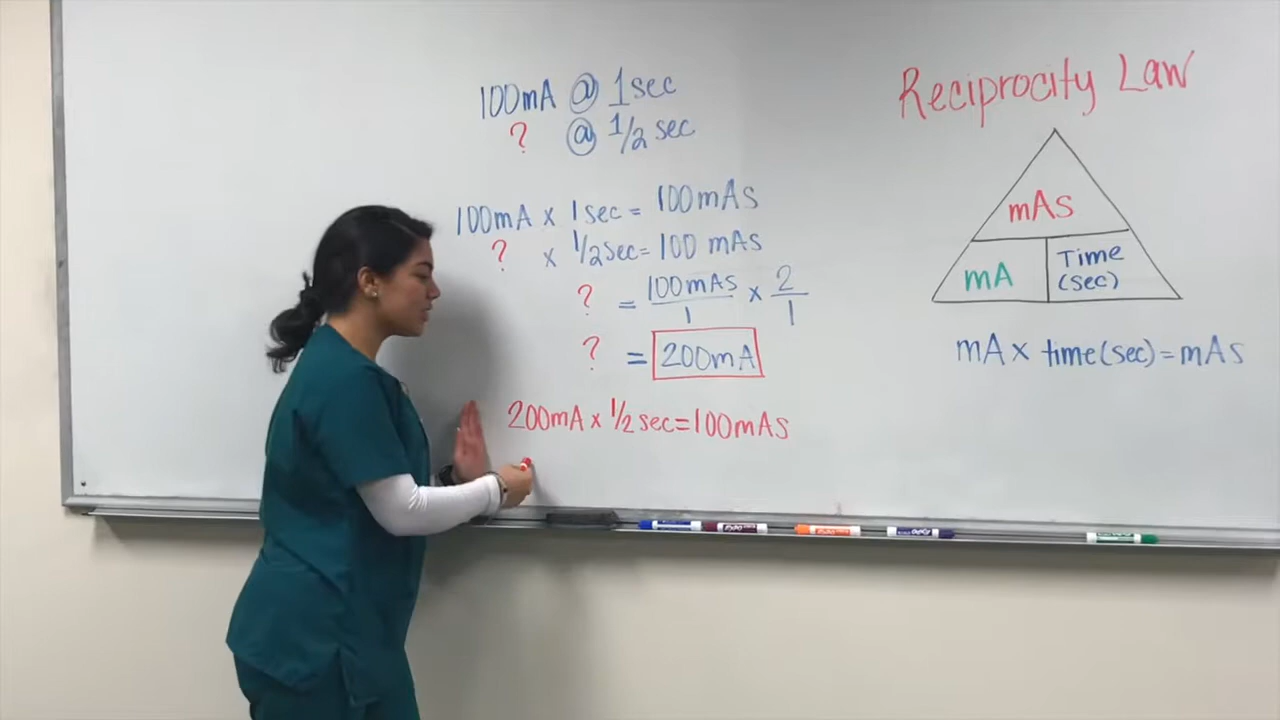 100mA @ 1sec
? @ 1/2 sec
100mA x 1sec = 100mAs
? x 1/2sec= 100 mAs
? = 100mAs/1 x 2/1
? = 200mA
200mA x 1/2 sec=100mAs
Reciprocity Law
mAs
mA
Time
(sec)
mA x time(sec)=mAs